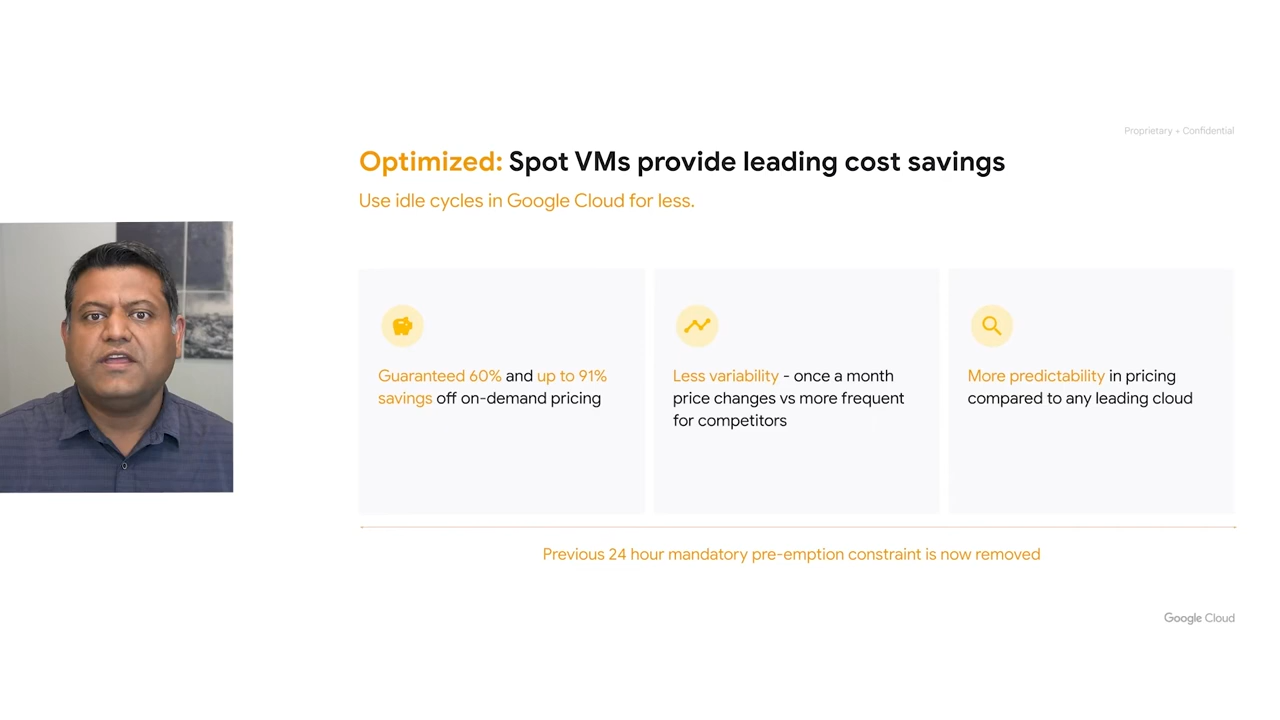 Proprietary + Confidential
Optimized: Spot VMs provide leading cost savings
Use idle cycles in Google Cloud for less.
Guaranteed 60% and up to 91%
savings off on-demand pricing
Less variability - once a month
price changes vs more frequent
for competitors
More predictability in pricing
compared to any leading cloud
Previous 24 hour mandatory pre-emption constraint is now removed
Google Cloud